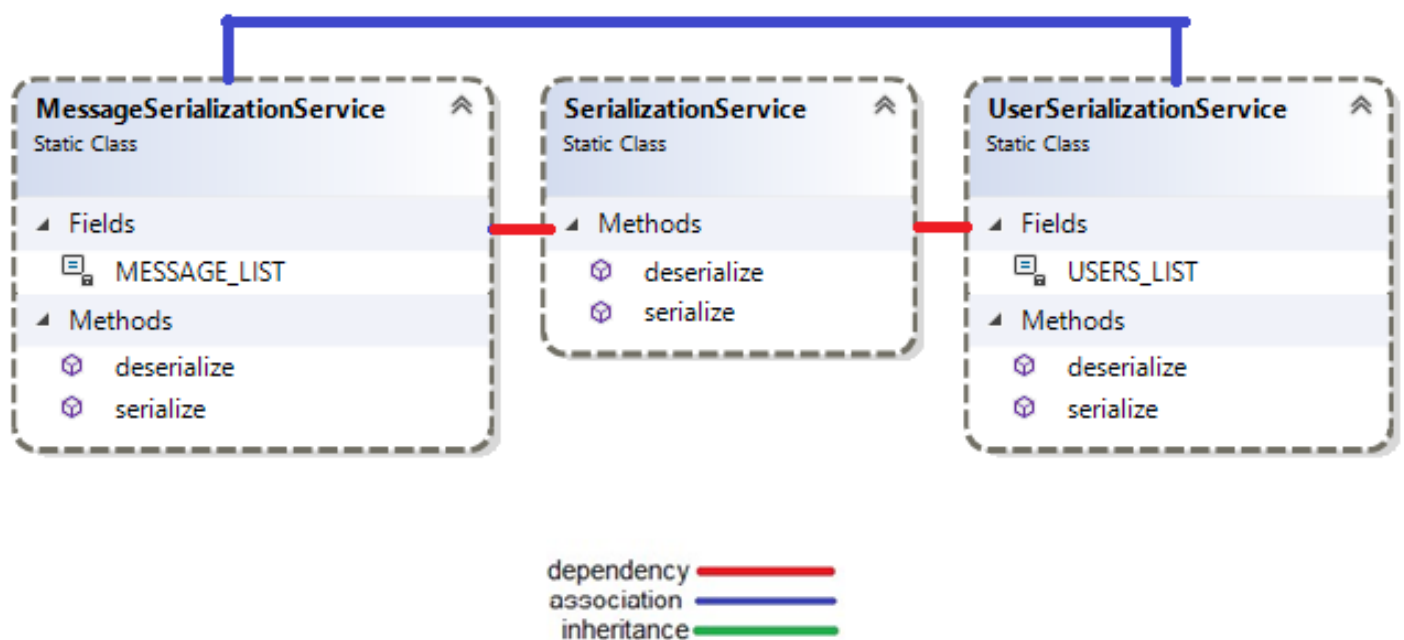 MessageSerializationService
Static Class
Fields
MESSAGE_LIST
Methods
deserialize
serialize
SerializationService
Static Class
Methods
deserialize
serialize
UserSerializationService
Static Class
Fields
USERS_LIST
Methods
deserialize
serialize
dependency
association
inheritance